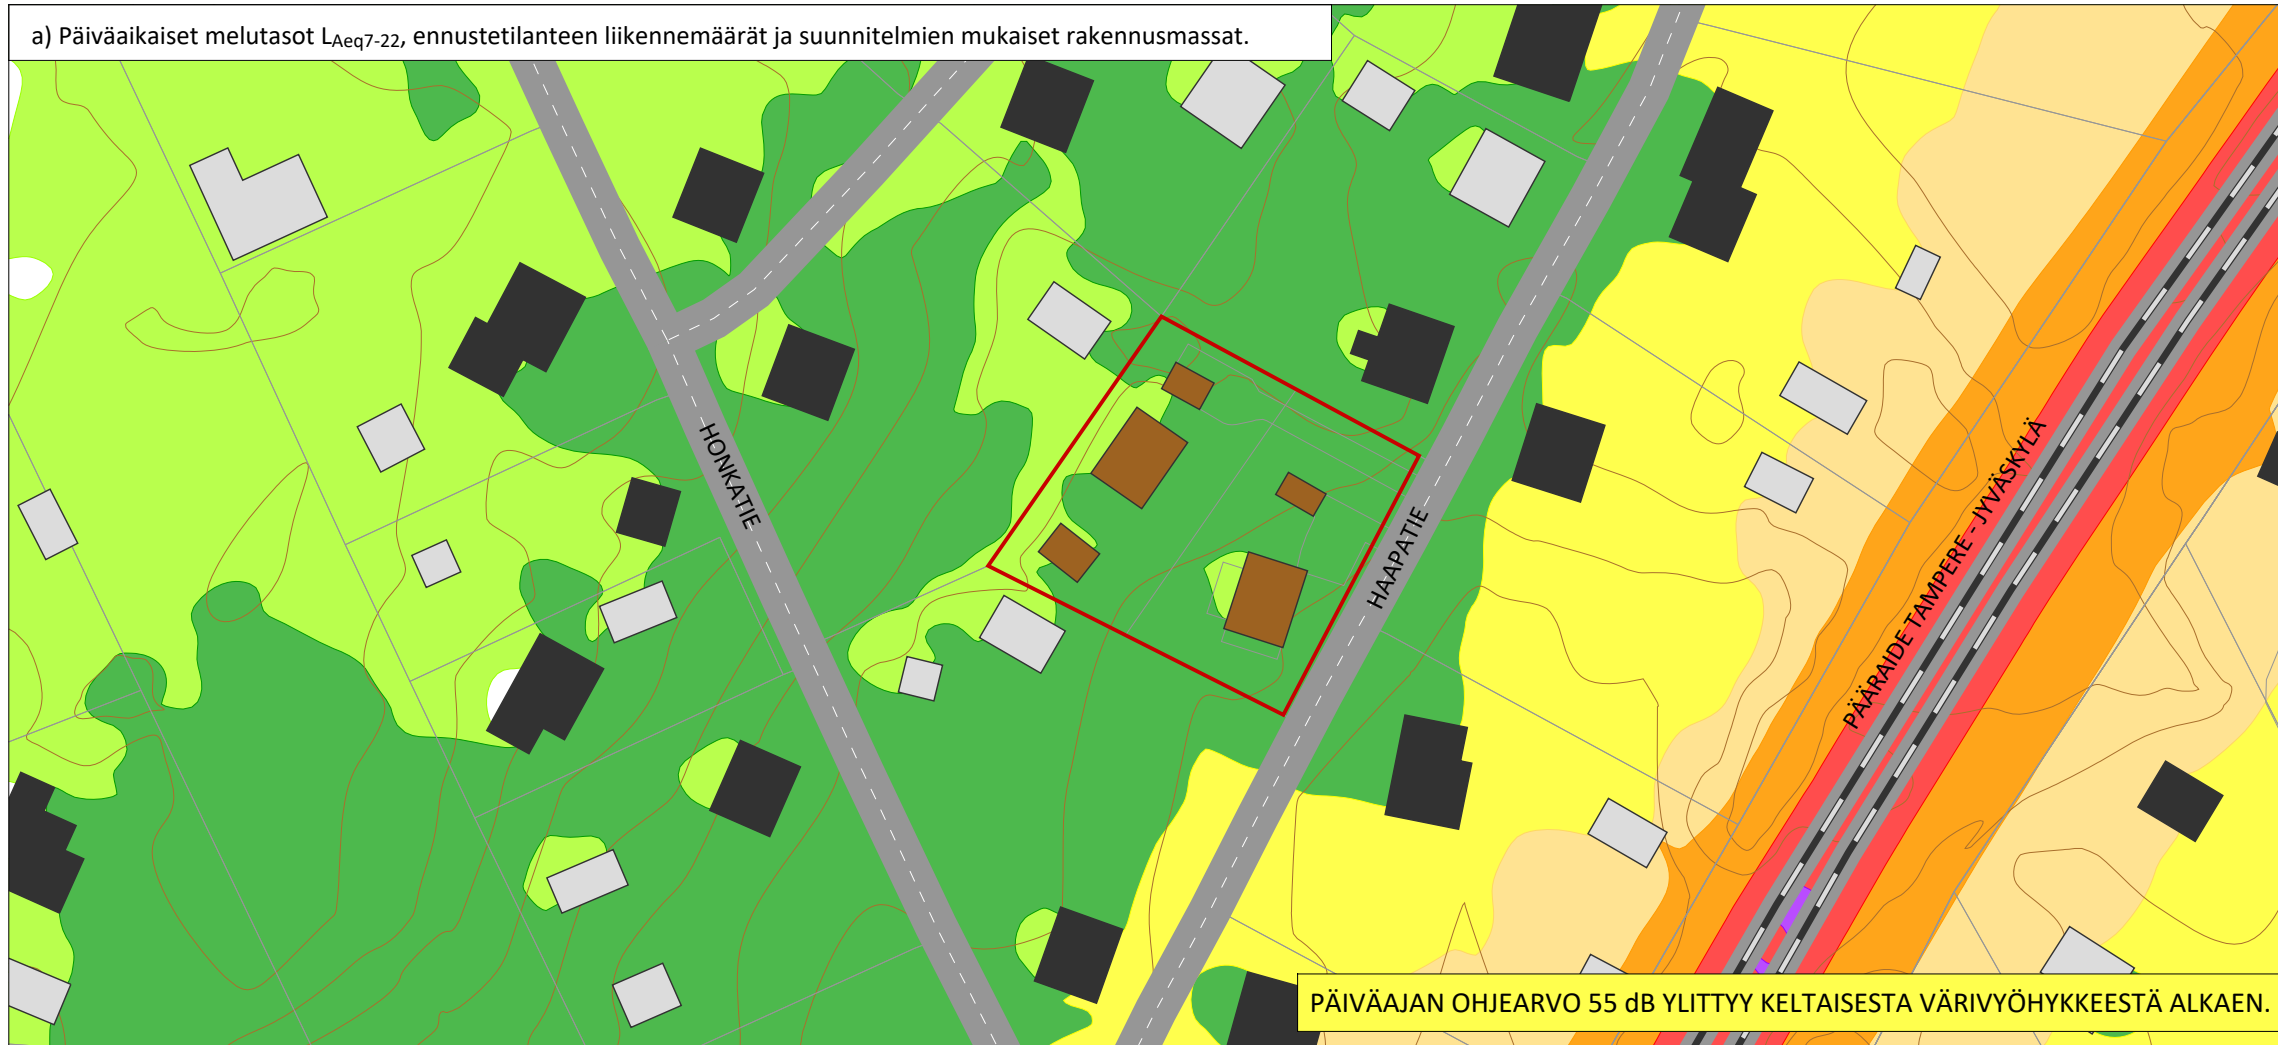 a) Päiväaikaiset melutasot LAeq7-22, ennustetilanteen liikennemäärät ja suunnitelmien mukaiset rakennusmassat.
HONKATIE
HAAPATIE
PÄÄRAIDE TAMPERE - JYVÄSKYLÄ
PÄIVÄAJAN OHJEARVO 55 dB YLITTYY KELTAISESTA VÄRIVYÖHYKKEESTÄ ALKAEN.